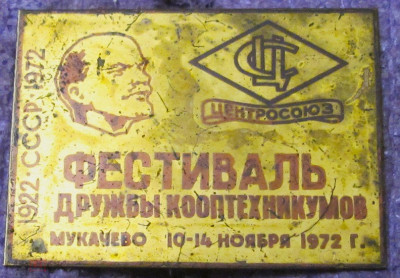 1922·СССР·1972
ЦС
ЦЕНТРОСОЮЗ
ФЕСТИВАЛЬ
ДРУЖБЫ КООПТЕХНИКУМОВ
МУКАЧЕВО 10-14 НОЯБРЯ 1972 Г.